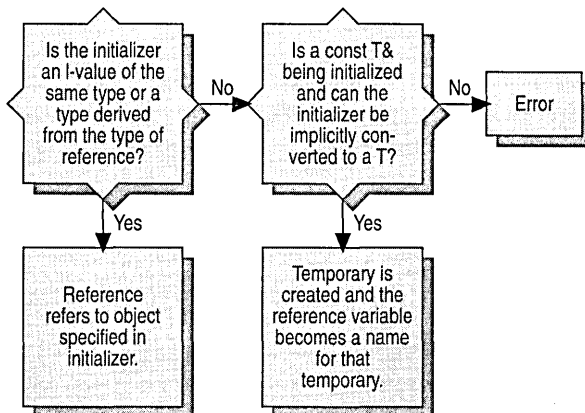 Is the initializer
an l-value of the
same type or a
type derived
from the type of
reference?
No
Is a const T&
being initialized
and can the
initializer be
implicitly con-
verted to a T?
No
Error
Yes
Yes
Reference
refers to object
specified in
initializer.
Temporary is
created and the
reference variable
becomes a name
for that
temporary.